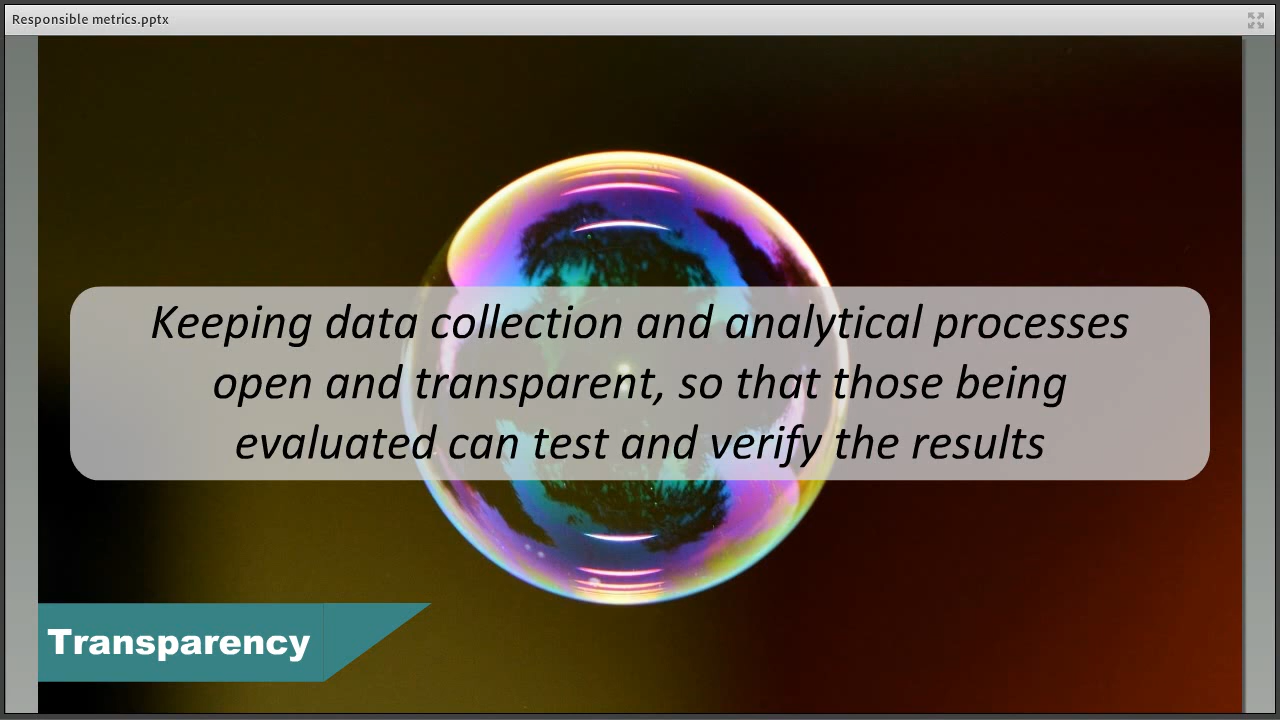 Responsible metrics.pptx
Keeping data collection and analytical processes
open and transparent, so that those being
evaluated can test and verify the results
Transparency